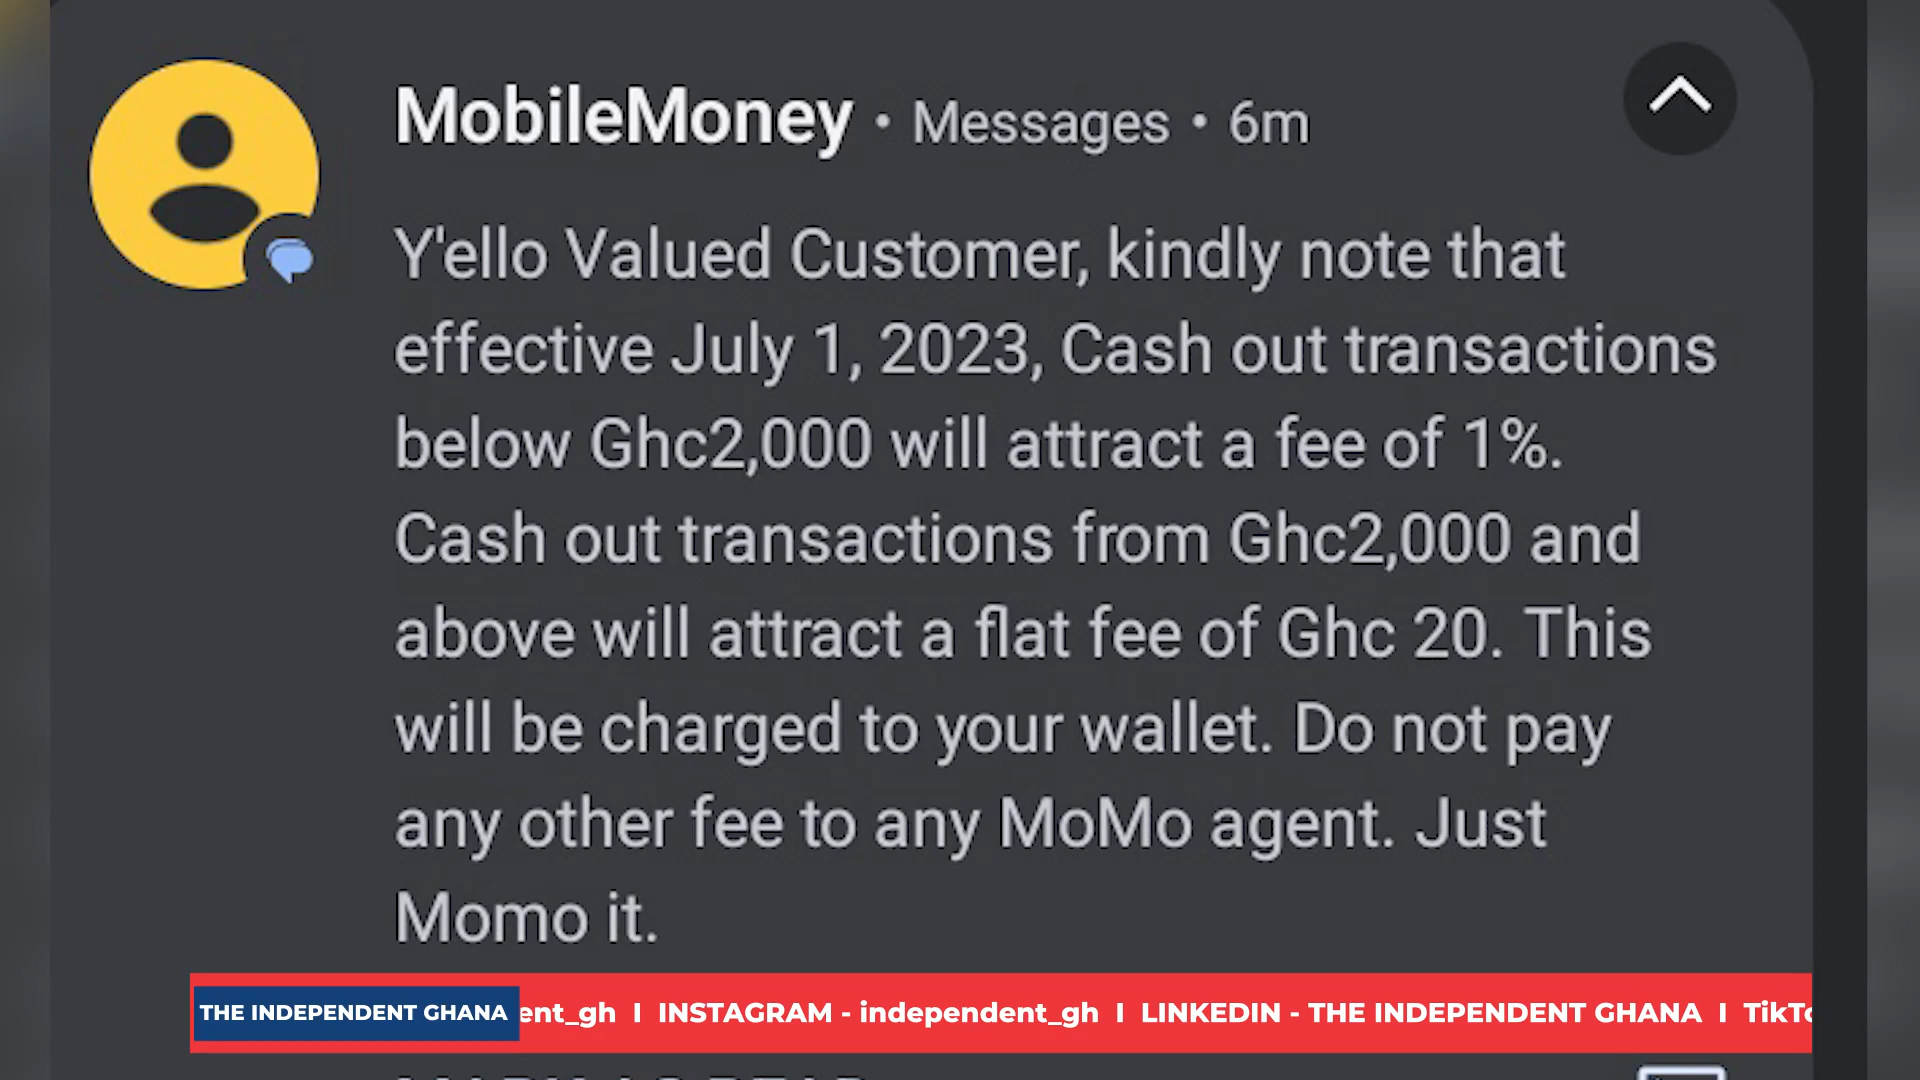 MobileMoney • Messages • 6m
Y'ello Valued Customer, kindly note that
effective July 1, 2023, Cash out transactions
below Ghc2,000 will attract a fee of 1%.
Cash out transactions from Ghc2,000 and
above will attract a flat fee of Ghc 20. This
will be charged to your wallet. Do not pay
any other fee to any MoMo agent. Just
Momo it.
THE INDEPENDENT GHANA ent_gh I INSTAGRAM - independent_gh I LINKEDIN - THE INDEPENDENT GHANA I TikTo